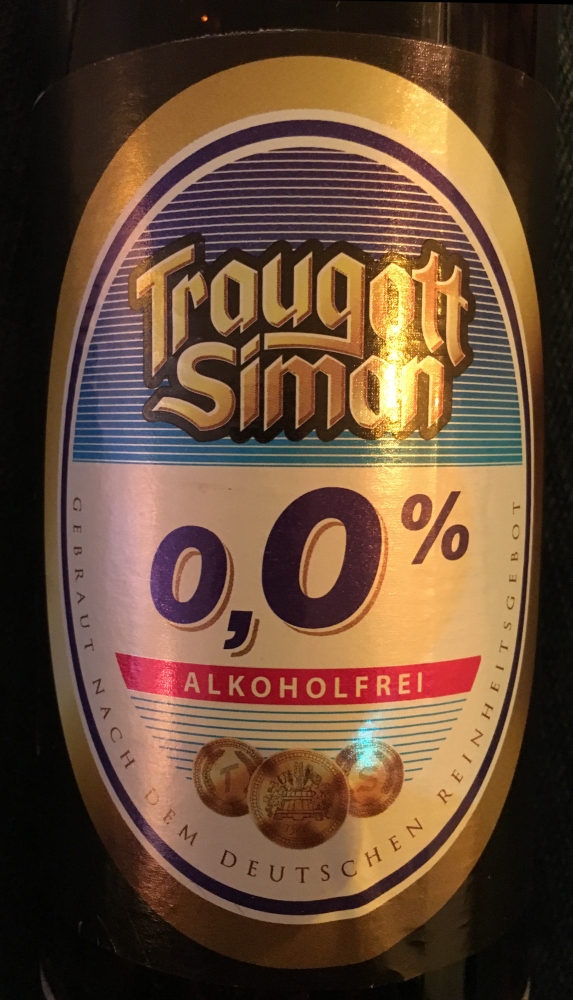 Traugott
Simon
0,0%
ALKOHOLFREI
T
S
GEBRAUT NACH DEM DEUTSCHEN REINHEITSGEBOT